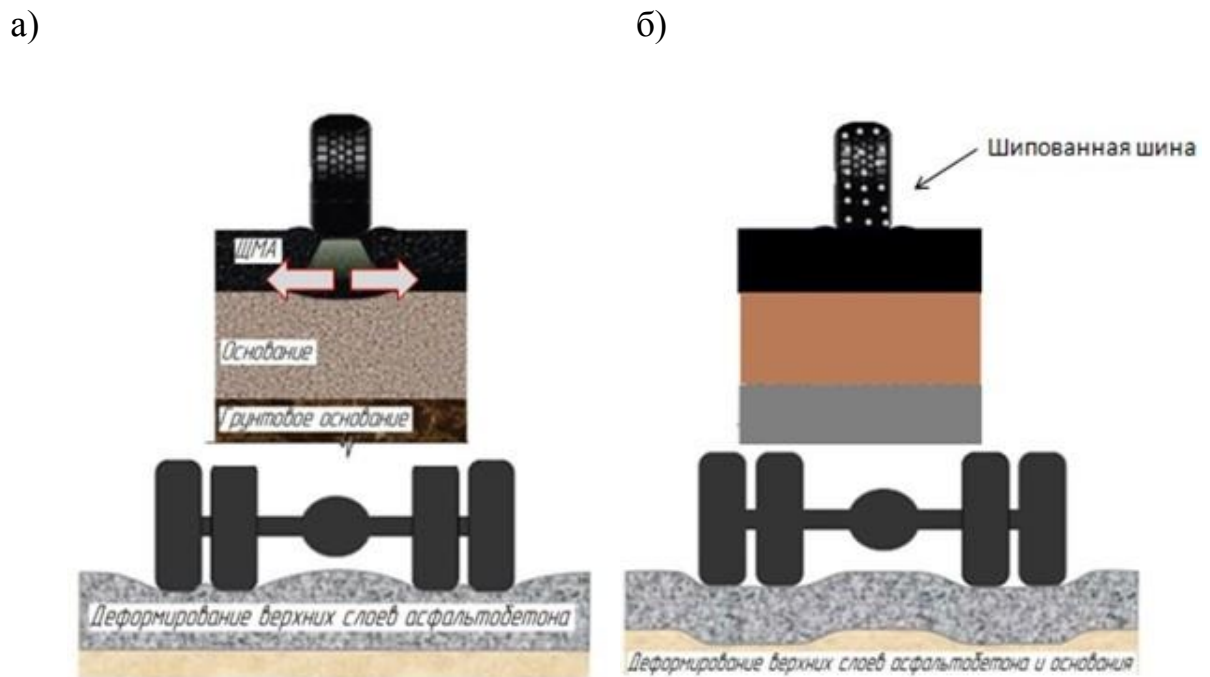 а)
б)
Шипованная шина
ЩМА
Основание
Грунтовое основание
Деформирование верхних слоев асфальтобетона
Деформирование верхних слоев асфальтобетона и основания